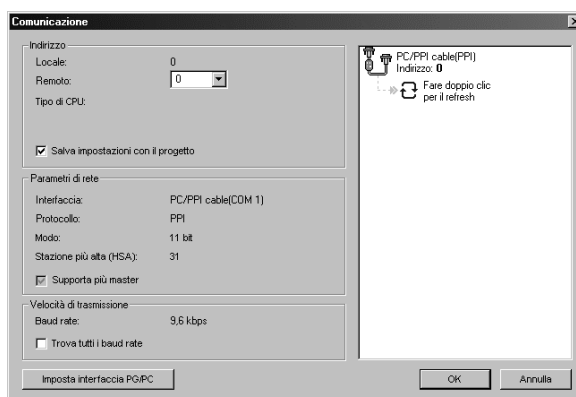 Comunicazione
Indirizzo
Locale: 0
Remoto: 0
Tipo di CPU:
Salva impostazioni con il progetto
Parametri di rete
Interfaccia: PC/PPI cable(COM 1)
Protocollo: PPI
Modo: 11 bit
Stazione più alta (HSA): 31
Supporta più master
Velocità di trasmissione
Baud rate: 9,6 kbps
Trova tutti i baud rate
Imposta interfaccia PG/PC
PC/PPI cable(PPI)
Indirizzo: 0
Fare doppio clic
per il refresh
OK
Annulla